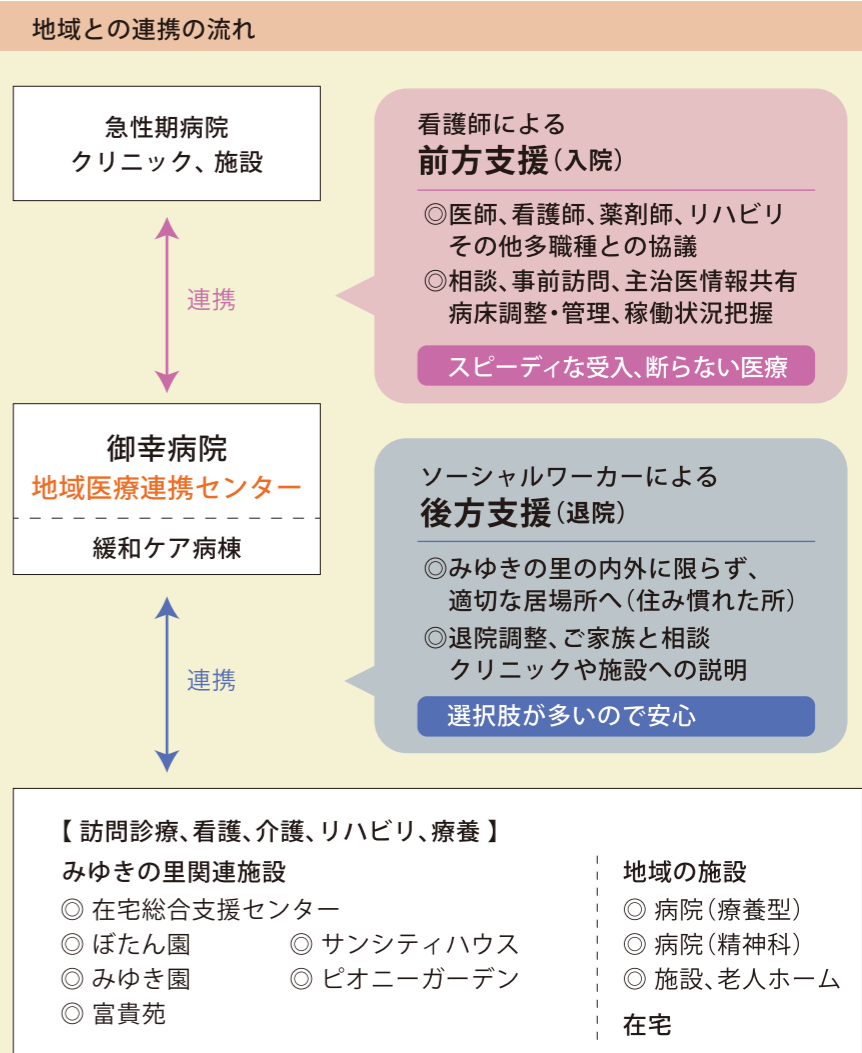 地域との連携の流れ
急性期病院
クリニック、施設
連携
看護師による
前方支援(入院)
◎医師、看護師、薬剤師、リハビリ
その他多職種との協議
◎相談、事前訪問、主治医情報共有
病床調整・管理、稼働状況把握
スピーディな受入、断らない医療
御幸病院
地域医療連携センター
緩和ケア病棟
連携
ソーシャルワーカーによる
後方支援(退院)
◎みゆきの里の内外に限らず、
適切な居場所へ(住み慣れた所)
◎退院調整、ご家族と相談
クリニックや施設への説明
選択肢が多いので安心
【 訪問診療、看護、介護、リハビリ、療養 】
みゆきの里関連施設
◎ 在宅総合支援センター
◎ ぼたん園
◎ サンシティハウス
◎ みゆき園
◎ ピオニーガーデン
◎ 富貴苑
地域の施設
◎ 病院(療養型)
◎ 病院(精神科)
◎ 施設、老人ホーム
在宅